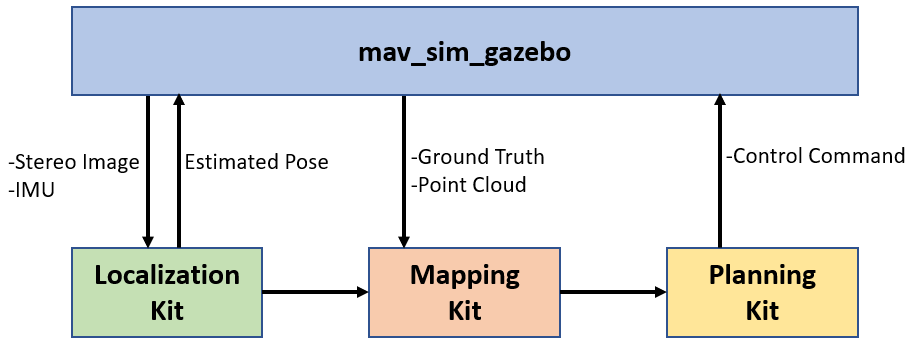 mav_sim_gazebo
-Stereo Image
-IMU
Estimated Pose
-Ground Truth
-Point Cloud
-Control Command
Localization
Kit
Mapping
Kit
Planning
Kit